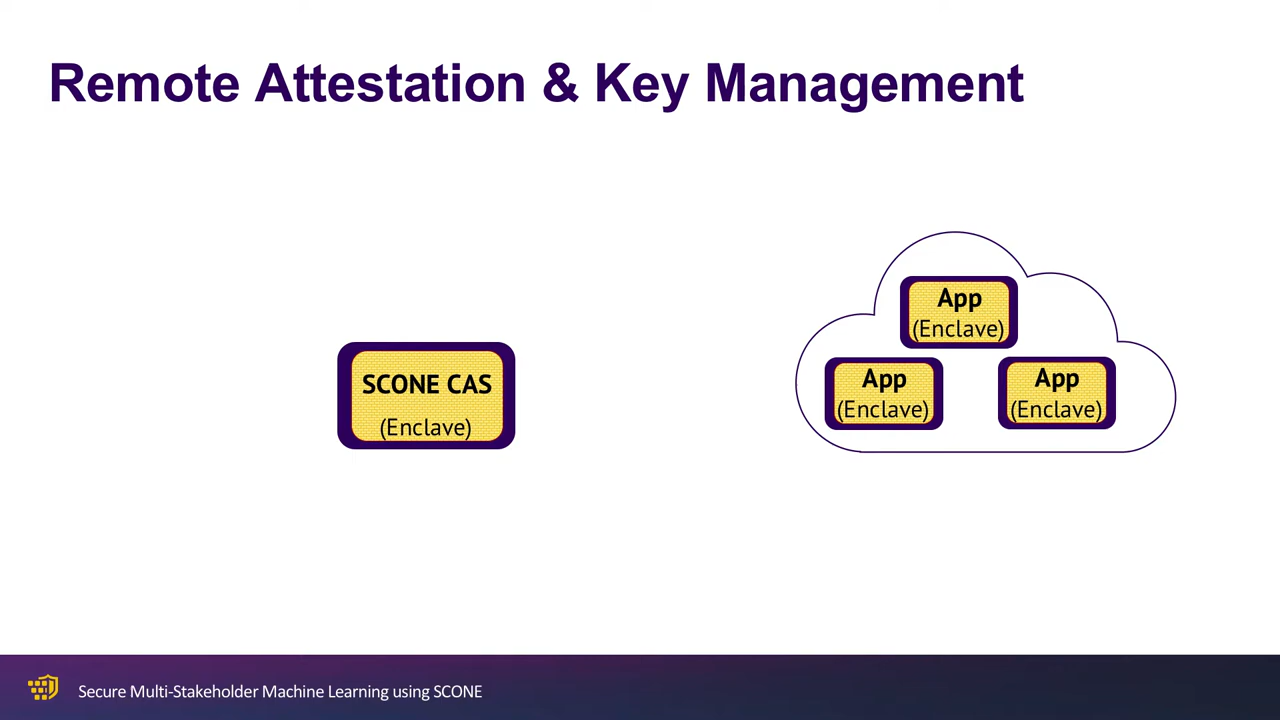 Remote Attestation & Key Management
App
(Enclave)
SCONE CAS
(Enclave)
App
(Enclave)
App
(Enclave)
Secure Multi-Stakeholder Machine Learning using SCONE